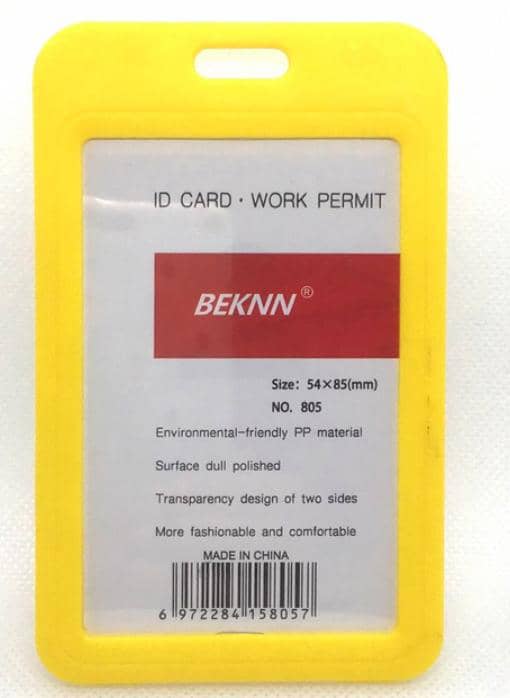 ID CARD · WORK PERMIT
BEKNN®
Size: 54×85(mm)
NO. 805
Environmental-friendly PP material
Surface dull polished
Transparency design of two sides
More fashionable and comfortable
MADE IN CHINA
6 972284 158057